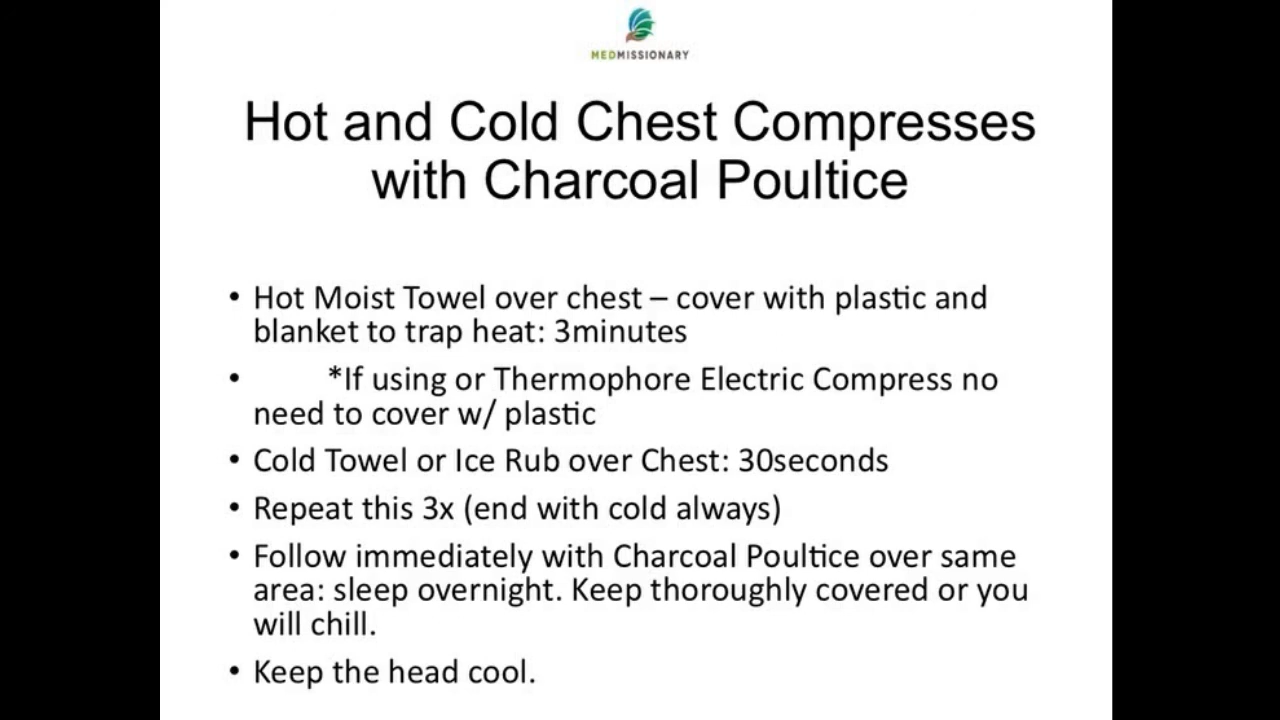 MEDMISSIONARY
Hot and Cold Chest Compresses
with Charcoal Poultice
• Hot Moist Towel over chest – cover with plastic and
blanket to trap heat: 3minutes
• *If using or Thermophore Electric Compress no
need to cover w/ plastic
• Cold Towel or Ice Rub over Chest: 30seconds
• Repeat this 3x (end with cold always)
• Follow immediately with Charcoal Poultice over same
area: sleep overnight. Keep thoroughly covered or you
will chill.
• Keep the head cool.